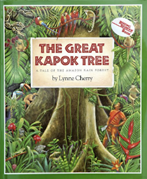 THE GREAT
KAPOK TREE
A TALE OF THE AMAZON RAIN FOREST
by Lynne Cherry